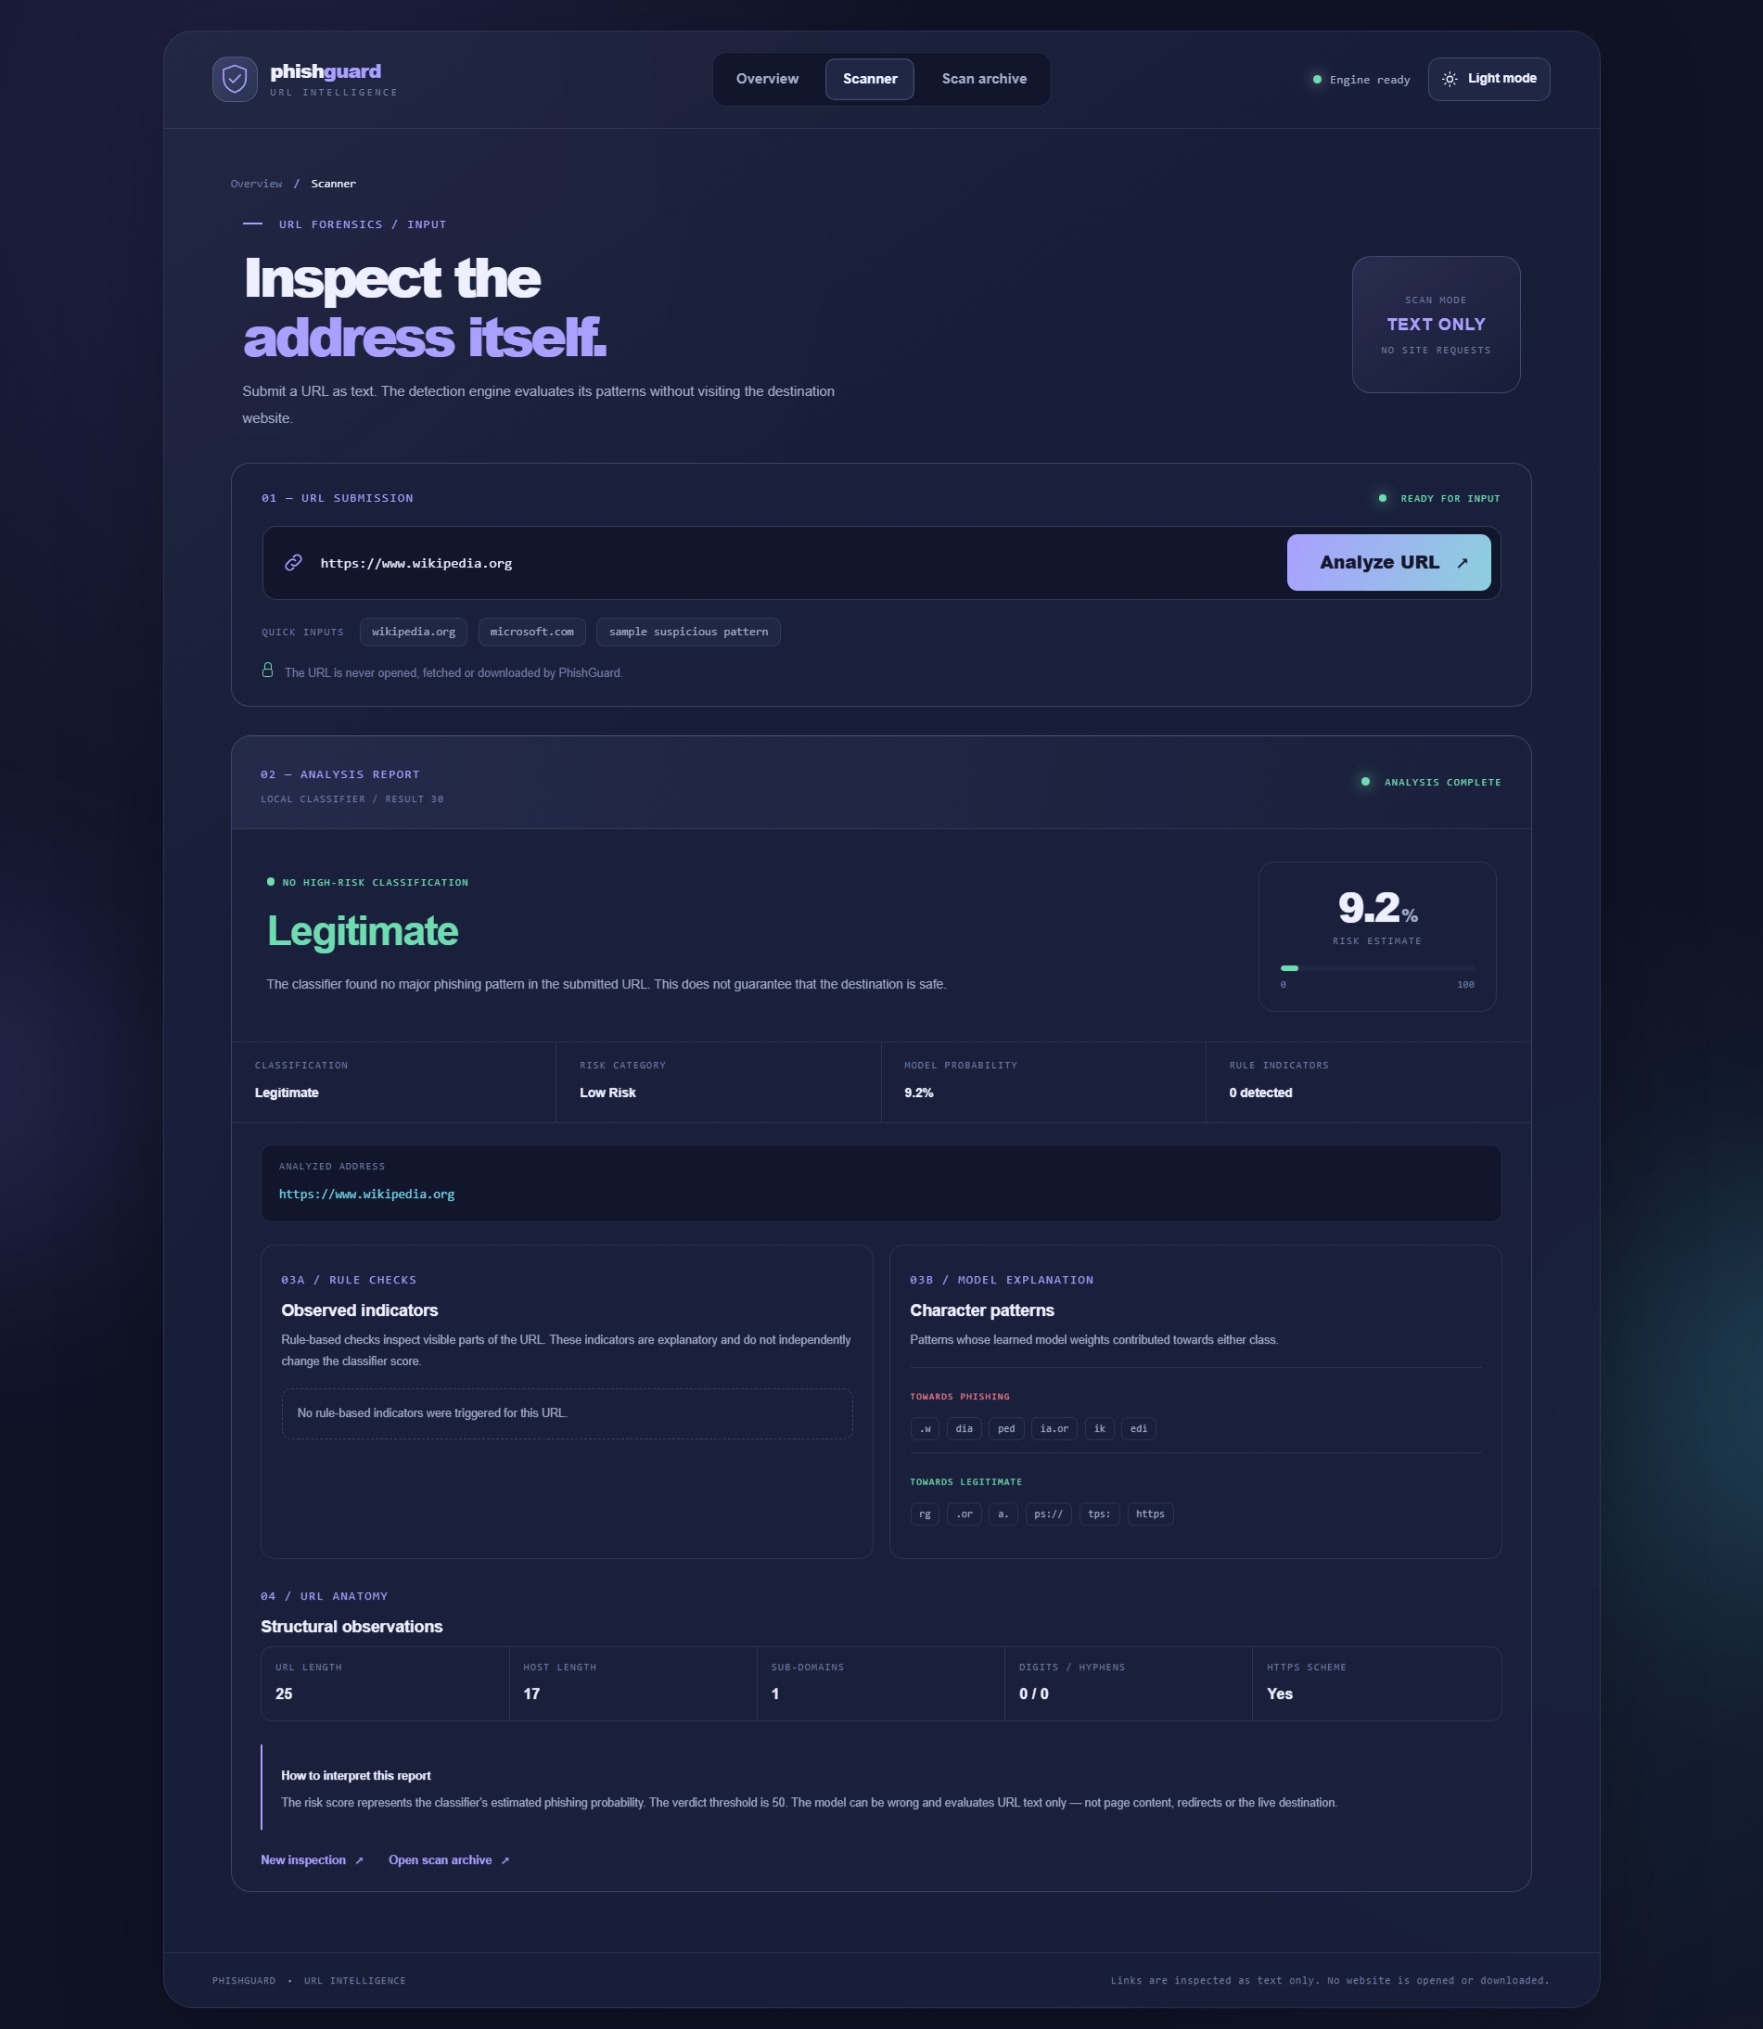 phishguard
URL INTELLIGENCE
Overview
Scanner
Scan archive
Engine ready
Light mode
Overview / Scanner
URL FORENSICS / INPUT
Inspect the
address itself.
Submit a URL as text. The detection engine evaluates its patterns without visiting the destination
website.
SCAN MODE
TEXT ONLY
NO SITE REQUESTS
01 — URL SUBMISSION
READY FOR INPUT
https://www.wikipedia.org
Analyze URL ↗
QUICK INPUTS
wikipedia.org
microsoft.com
sample suspicious pattern
The URL is never opened, fetched or downloaded by PhishGuard.
02 — ANALYSIS REPORT
LOCAL CLASSIFIER / RESULT 30
ANALYSIS COMPLETE
NO HIGH-RISK CLASSIFICATION
Legitimate
The classifier found no major phishing pattern in the submitted URL. This does not guarantee that the destination is safe.
9.2%
RISK ESTIMATE
0
100
CLASSIFICATION
Legitimate
RISK CATEGORY
Low Risk
MODEL PROBABILITY
9.2%
RULE INDICATORS
0 detected
ANALYZED ADDRESS
https://www.wikipedia.org
03A / RULE CHECKS
Observed indicators
Rule-based checks inspect visible parts of the URL. These indicators are explanatory and do not independently
change the classifier score.
No rule-based indicators were triggered for this URL.
03B / MODEL EXPLANATION
Character patterns
Patterns whose learned model weights contributed towards either class.
TOWARDS PHISHING
.w
dia
ped
ia.or
ik
edi
TOWARDS LEGITIMATE
rg
.or
a.
ps://
tps:
https
04 / URL ANATOMY
Structural observations
URL LENGTH
25
HOST LENGTH
17
SUB-DOMAINS
1
DIGITS / HYPHENS
0 / 0
HTTPS SCHEME
Yes
How to interpret this report
The risk score represents the classifier's estimated phishing probability. The verdict threshold is 50. The model can be wrong and evaluates URL text only — not page content, redirects or the live destination.
New inspection ↗
Open scan archive ↗
PHISHGUARD • URL INTELLIGENCE
Links are inspected as text only. No website is opened or downloaded.